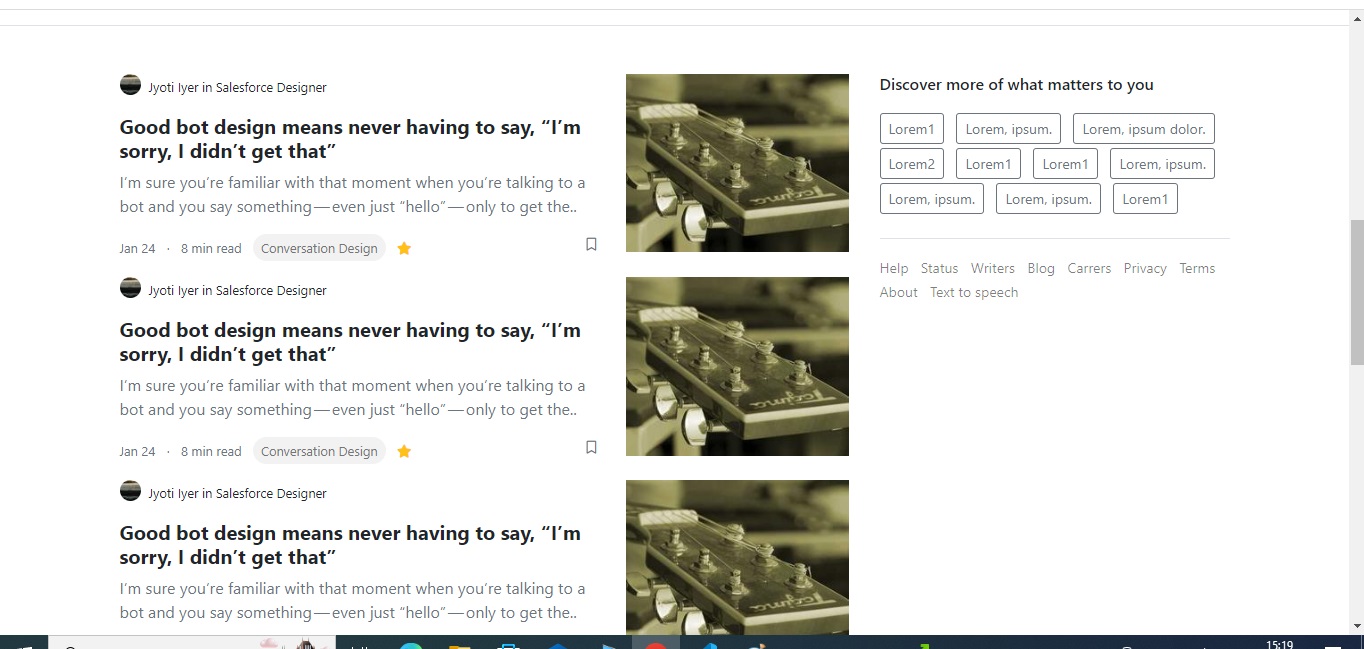 Jyoti Iyer in Salesforce Designer
Good bot design means never having to say, “I’m
sorry, I didn’t get that”
I’m sure you’re familiar with that moment when you’re talking to a
bot and you say something — even just “hello” — only to get the..
Jan 24 · 8 min read Conversation Design
Jyoti Iyer in Salesforce Designer
Good bot design means never having to say, “I’m
sorry, I didn’t get that”
I’m sure you’re familiar with that moment when you’re talking to a
bot and you say something — even just “hello” — only to get the..
Jan 24 · 8 min read Conversation Design
Jyoti Iyer in Salesforce Designer
Good bot design means never having to say, “I’m
sorry, I didn’t get that”
I’m sure you’re familiar with that moment when you’re talking to a
bot and you say something — even just “hello” — only to get the..
Discover more of what matters to you
Lorem1 Lorem, ipsum. Lorem, ipsum dolor.
Lorem2 Lorem1 Lorem1 Lorem, ipsum.
Lorem, ipsum. Lorem, ipsum. Lorem1
Help Status Writers Blog Carrers Privacy Terms
About Text to speech
15:19